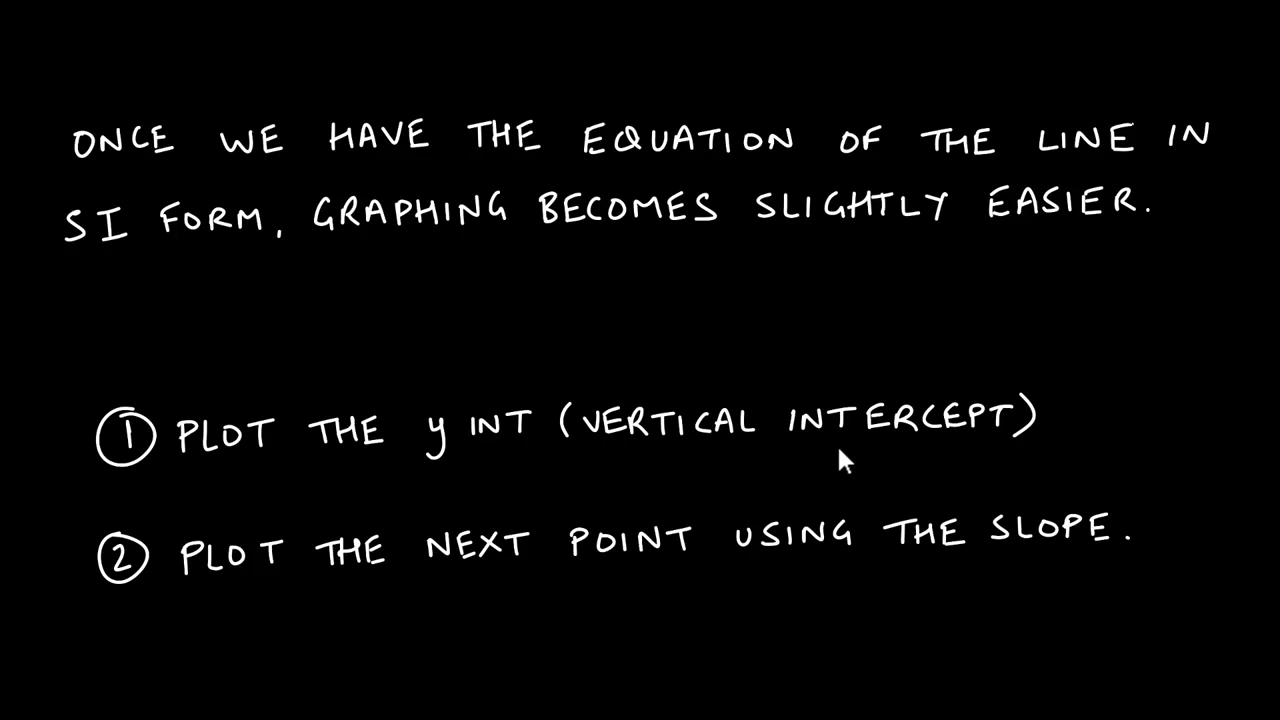 ONCE WE HAVE THE EQUATION OF THE LINE IN
SI FORM, GRAPHING BECOMES SLIGHTLY EASIER.
① PLOT THE y INT (VERTICAL INTERCEPT)
② PLOT THE NEXT POINT USING THE SLOPE.